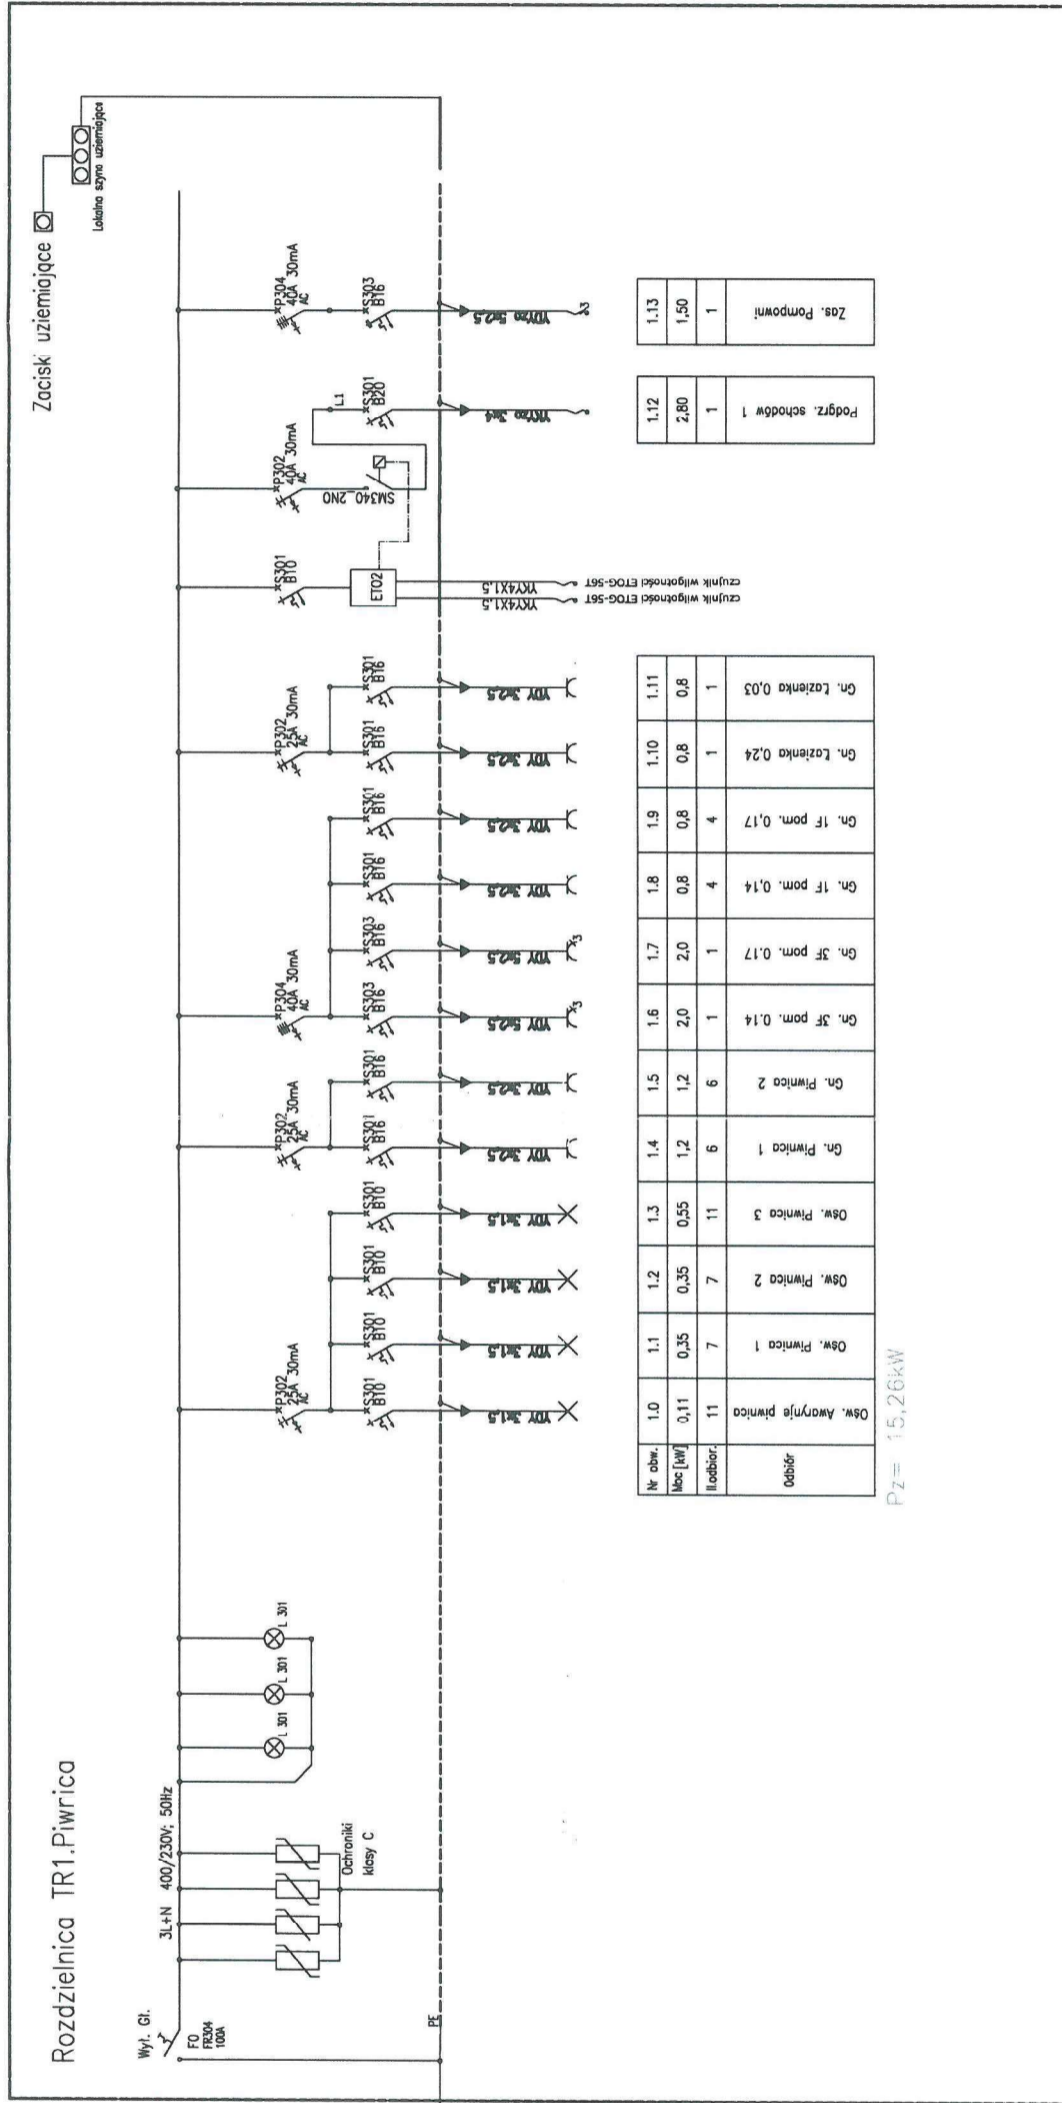 Rozdzielnica TR1.Piwnica
Zaciski uziemiające
Lokalna szyna uziemiające
Wył. Gł.
F0
FR304
100A
3L+N 400/230V; 50Hz
Ochroniki
klasy C
L 301
L 301
L 301
PE
P302
25A 30mA
AC
S301
B10
S301
B10
S301
B10
S301
B10
P302
25A 30mA
AC
S301
B16
S301
B16
P304
40A 30mA
AC
S303
B16
S303
B16
S301
B16
S301
B16
P302
25A 30mA
AC
S301
B16
S301
B16
S301
B10
ETO2
P302
40A 30mA
AC
SM340_2N0
L1
S301
B20
P304
40A 30mA
AC
S303
B16
YDY 3x1,5
YDY 3x1,5
YDY 3x1,5
YDY 3x1,5
YDY 3x2,5
YDY 3x2,5
YDY 5x2,5
YDY 5x2,5
YDY 3x2,5
YDY 3x2,5
YDY 3x2,5
YDY 3x2,5
YKY4X1.5
YKY4X1.5
YKYżo 3x4
YDYżo 5x2,5
3
3
3
czujnik wilgotności ETOG-56T
czujnik wilgotności ETOG-56T
Nr obw. 1.0 1.1 1.2 1.3 1.4 1.5 1.6 1.7 1.8 1.9 1.10 1.11 1.12 1.13
Moc [kW] 0,11 0,35 0,35 0,55 1,2 1,2 2,0 2,0 0,8 0,8 0,8 0,8 2,80 1,50
Il.odbior. 11 7 7 11 6 6 1 1 4 4 1 1 1 1
Odbiór
Ośw. Awaryjne piwnica
Ośw. Piwnica 1
Ośw. Piwnica 2
Ośw. Piwnica 3
Gn. Piwnica 1
Gn. Piwnica 2
Gn. 3F pom. 0.14
Gn. 3F pom. 0.17
Gn. 1F pom. 0,14
Gn. 1F pom. 0,17
Gn. Łazienka 0,24
Gn. Łazienka 0,03
Podgrz. schodów 1
Zas. Pompowni
Pz= 15,26kW